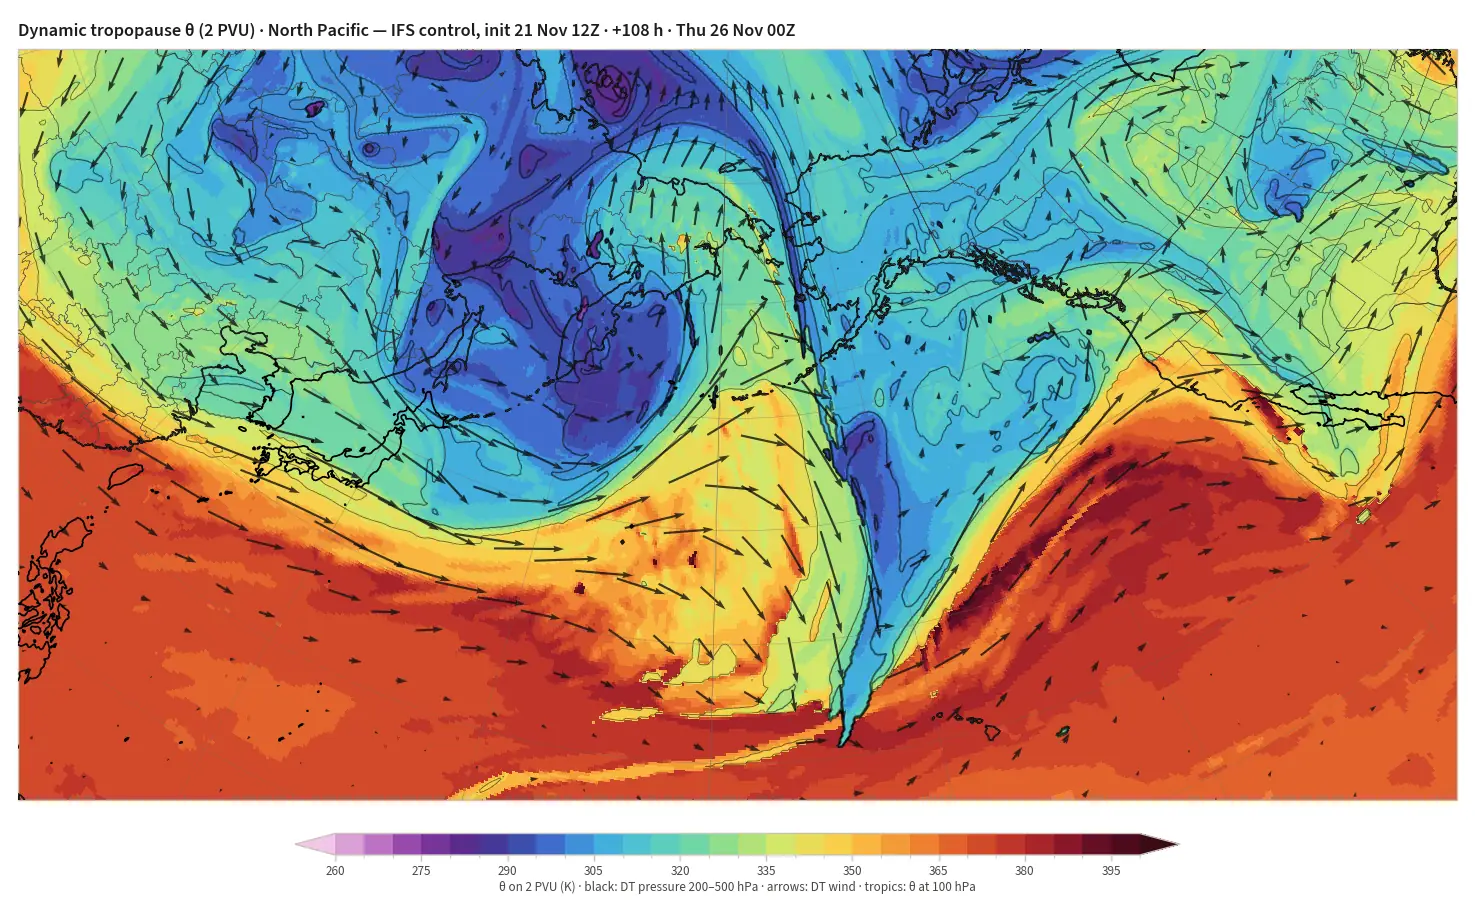 Dynamic tropopause θ (2 PVU) · North Pacific — IFS control, init 21 Nov 12Z · +108 h · Thu 26 Nov 00Z
260 275 290 305 320 335 350 365 380 395
θ on 2 PVU (K) · black: DT pressure 200–500 hPa · arrows: DT wind · tropics: θ at 100 hPa